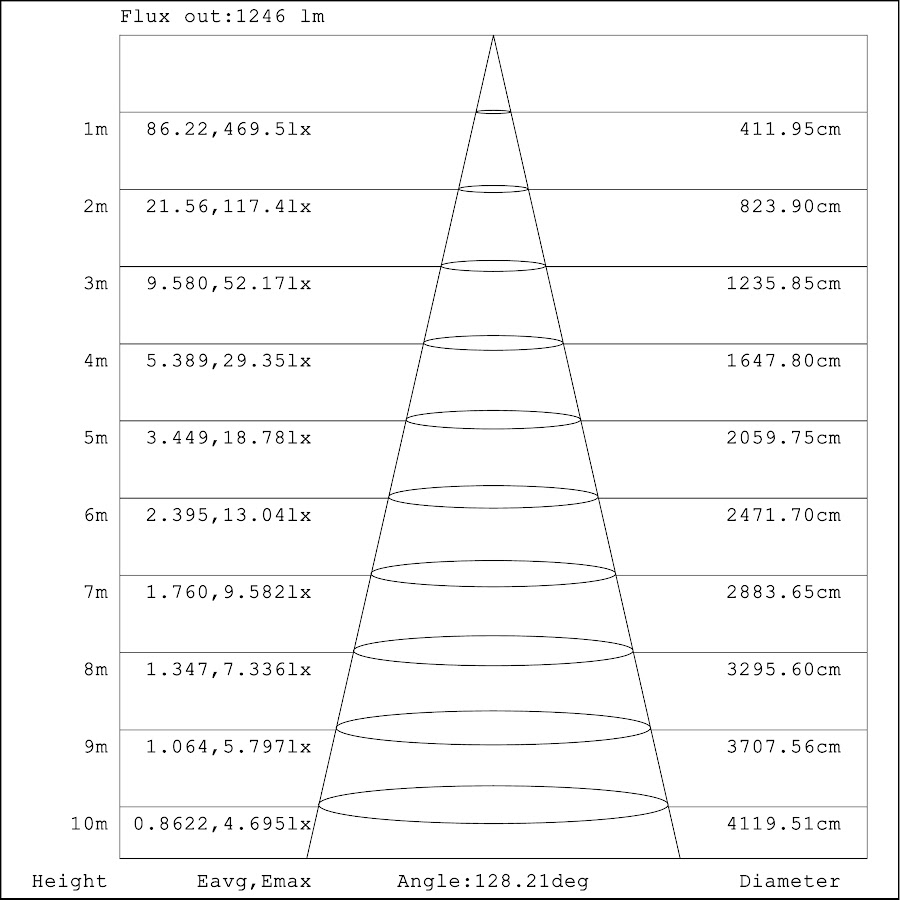 Flux out:1246 lm
1m 86.22,469.5lx 411.95cm
2m 21.56,117.4lx 823.90cm
3m 9.580,52.17lx 1235.85cm
4m 5.389,29.35lx 1647.80cm
5m 3.449,18.78lx 2059.75cm
6m 2.395,13.04lx 2471.70cm
7m 1.760,9.582lx 2883.65cm
8m 1.347,7.336lx 3295.60cm
9m 1.064,5.797lx 3707.56cm
10m 0.8622,4.695lx 4119.51cm
Height Eavg,Emax Angle:128.21deg Diameter